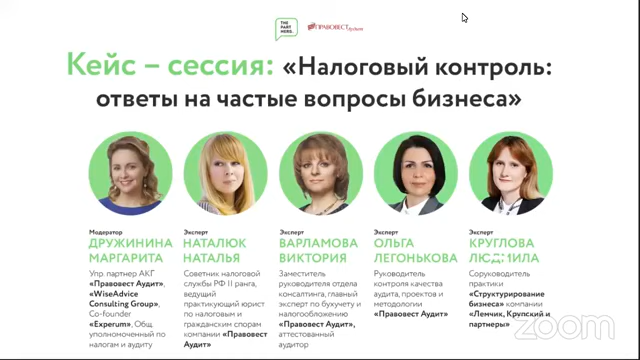 THE PARTNERS.
ПРАВОВЕСТ Аудит
Кейс – сессия: «Налоговый контроль:
ответы на частые вопросы бизнеса»
Модератор
ДРУЖИНИНА
МАРГАРИТА
Упр. партнер АКГ
«Правовест Аудит»,
«WiseAdvice
Consulting Group»,
Co-founder
«Experum», Общ.
уполномоченный по
налогам и аудиту
Эксперт
НАТАЛЮК
НАТАЛЬЯ
Советник налоговой
службы РФ II ранга,
ведущий
практикующий юрист
по налоговым и
гражданским спорам
компании «Правовест
Аудит»
Эксперт
ВАРЛАМОВА
ВИКТОРИЯ
Заместитель
руководителя отдела
консалтинга, главный
эксперт по бухучету и
налогообложению
"Правовест Аудит",
аттестованный
аудитор
Эксперт
ОЛЬГА
ЛЕГОНЬКОВА
Руководитель
контроля качества
аудита, проектов и
методологии
"Правовест Аудит"
Эксперт
КРУГЛОВА
ЛЮДМИЛА
Соруководитель
практики
«Структурирование
бизнеса» компании
«Лемчик, Крупский и
партнеры»
zoom